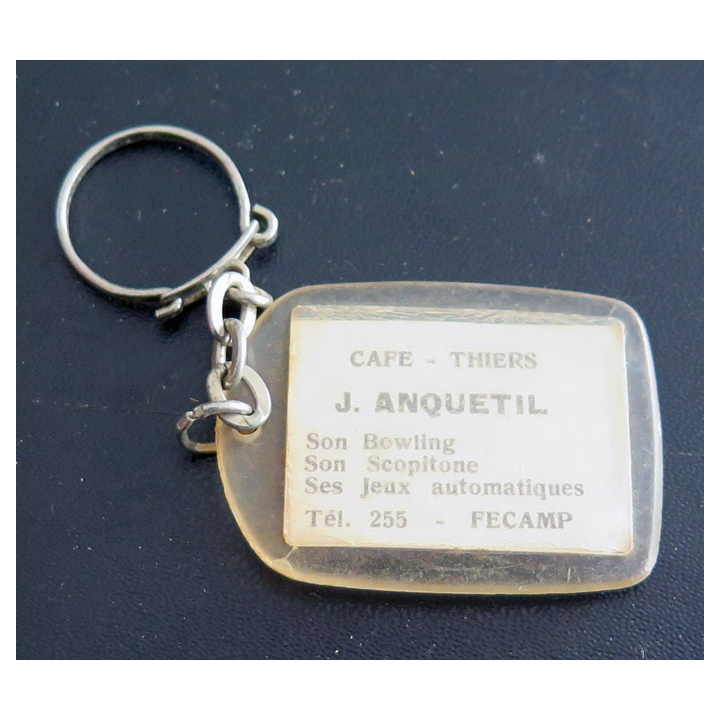 CAFE - THIERS
J. ANQUETIL
Son Bowling
Son Scopitone
Ses Jeux automatiques
Tél. 255 - FECAMP